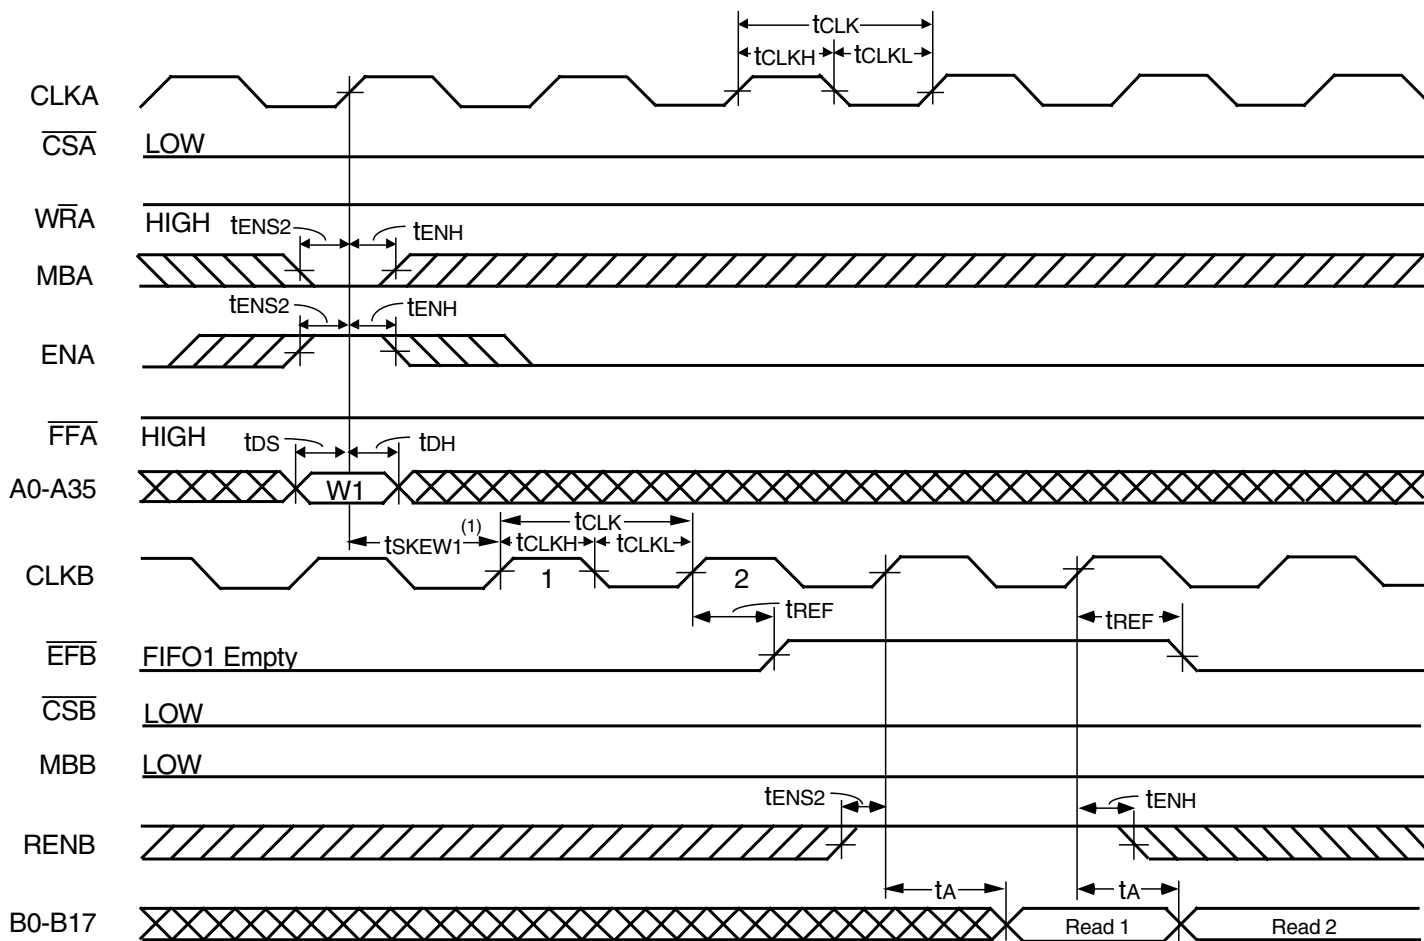 tCLK
tCLKH tCLKL
CLKA
CSA LOW
WRA HIGH
tENS2 tENH
MBA
tENS2 tENH
ENA
FFA HIGH
tDS tDH
A0-A35 W1
tSKEW1 (1) tCLK
tCLKH tCLKL
CLKB 1 2
tREF tREF
EFB FIFO1 Empty
CSB LOW
MBB LOW
tENS2 tENH
RENB
tA tA
B0-B17 Read 1 Read 2